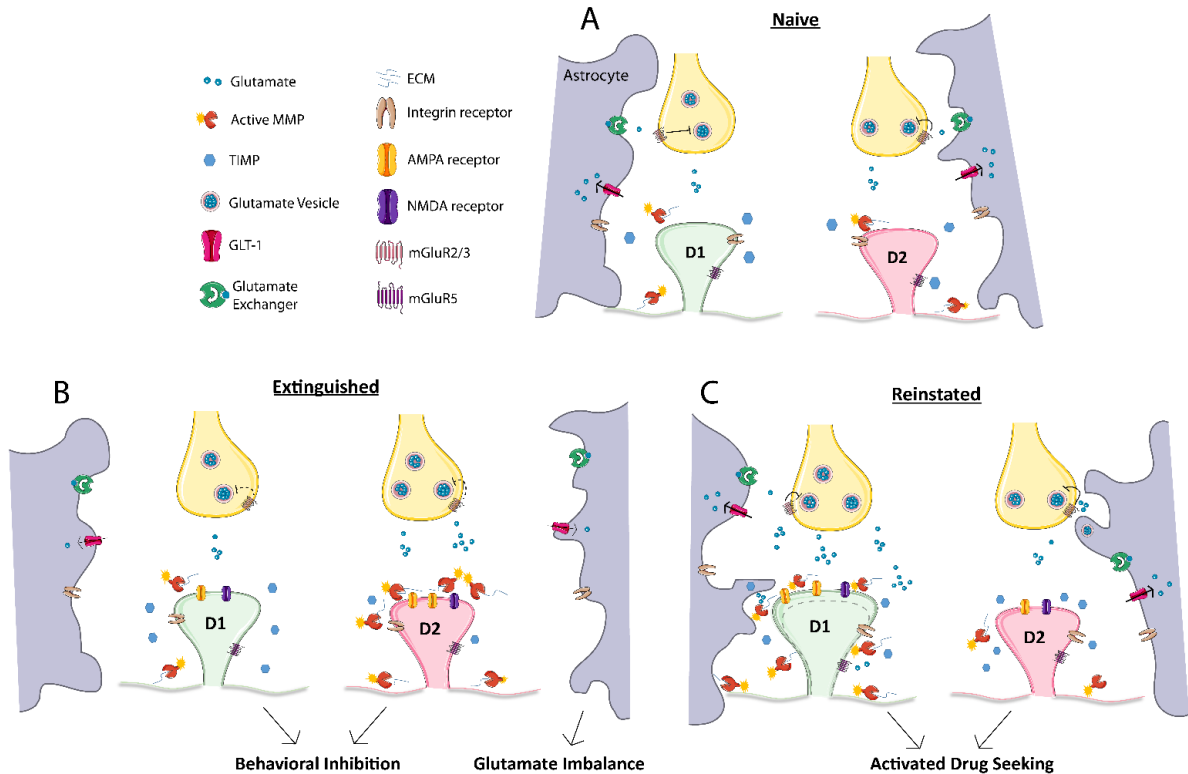 A
Naive
Glutamate
Active MMP
TIMP
Glutamate Vesicle
GLT-1
Glutamate
Exchanger
ECM
Integrin receptor
AMPA receptor
NMDA receptor
mGluR2/3
mGluR5
Astrocyte
D1
D2
B
Extinguished
D1
D2
Behavioral Inhibition
Glutamate Imbalance
C
Reinstated
D1
D2
Activated Drug Seeking